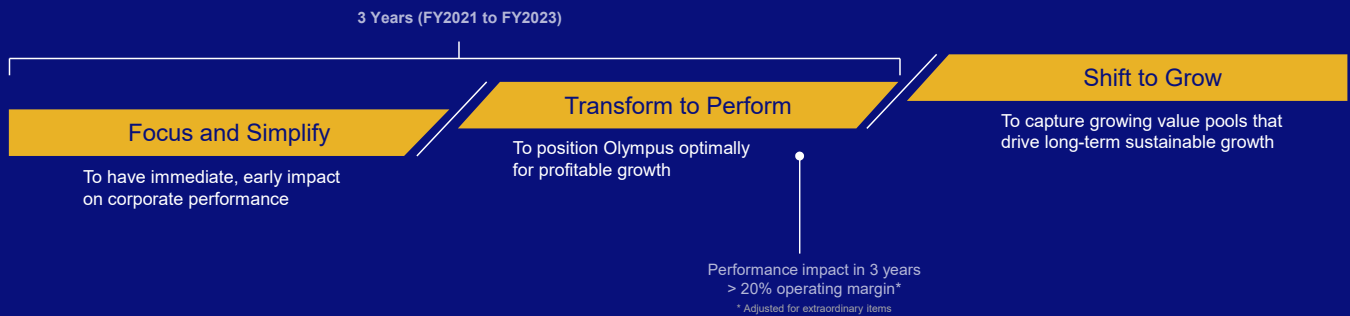 3 Years (FY2021 to FY2023)
Focus and Simplify
To have immediate, early impact
on corporate performance
Transform to Perform
To position Olympus optimally
for profitable growth
Performance impact in 3 years
> 20% operating margin*
* Adjusted for extraordinary items
Shift to Grow
To capture growing value pools that
drive long-term sustainable growth